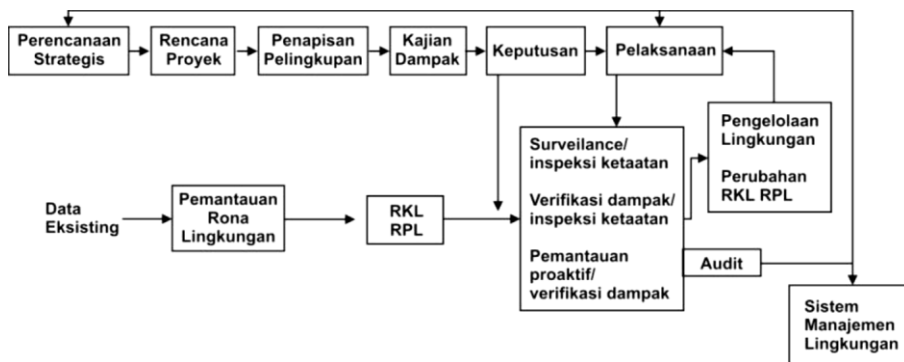 Perencanaan
Strategis
Rencana
Proyek
Penapisan
Pelingkupan
Kajian
Dampak
Keputusan
Pelaksanaan
Pengelolaan
Lingkungan
Perubahan
RKL RPL
Surveilance/
inspeksi ketaatan
Verifikasi dampak/
inspeksi ketaatan
Pemantauan
proaktif/
verifikasi dampak
Data
Eksisting
Pemantauan
Rona
Lingkungan
RKL
RPL
Audit
Sistem
Manajemen
Lingkungan